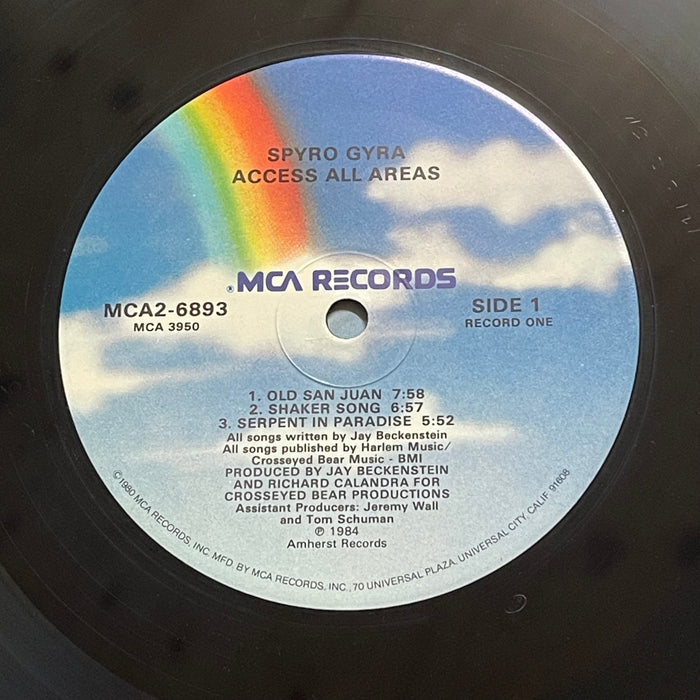 SPYRO GYRA
ACCESS ALL AREAS
® MCA RECORDS
MCA2-6893
MCA 3950
SIDE 1
RECORD ONE
1. OLD SAN JUAN 7:58
2. SHAKER SONG 6:57
3. SERPENT IN PARADISE 5:52
All songs written by Jay Beckenstein
All songs published by Harlem Music/
Crosseyed Bear Music - BMI
PRODUCED BY JAY BECKENSTEIN
AND RICHARD CALANDRA FOR
CROSSEYED BEAR PRODUCTIONS
Assistant Producers: Jeremy Wall
and Tom Schuman
℗ 1984
Amherst Records
©1980 MCA RECORDS, INC. MFD. BY MCA RECORDS, INC., 70 UNIVERSAL PLAZA, UNIVERSAL CITY, CALIF. 91608